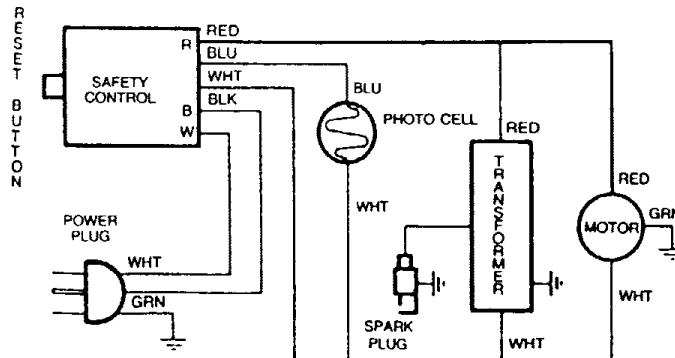 RESET BUTTON
SAFETY
CONTROL
R
B
W
RED
BLU
WHT
BLK
BLU
PHOTO CELL
WHT
POWER
PLUG
WHT
GRN
SPARK
PLUG
RED
TRANSFORMER
WHT
RED
MOTOR
GRN
WHT